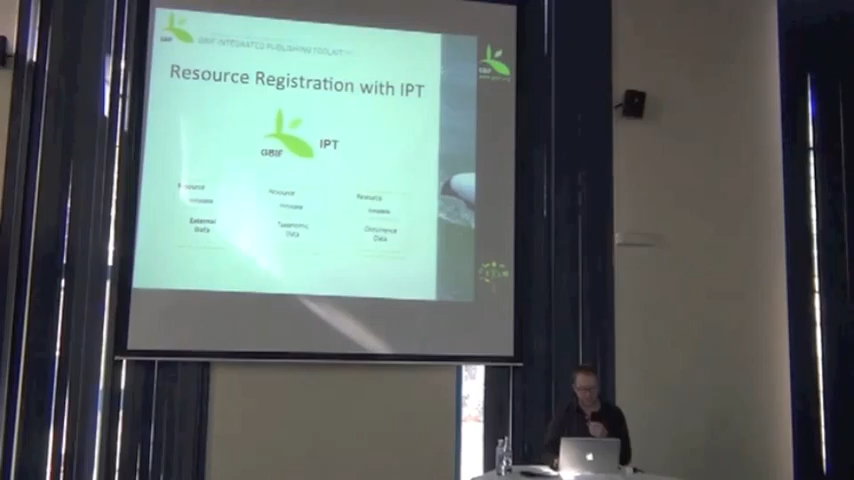 GBIF
GBIF INTEGRATED PUBLISHING TOOLKIT
Resource Registration with IPT
GBIF
IPT
Resource
Resource
Resource
metadata
metadata
metadata
External
Data
Taxonomic
Data
Occurrence
Data